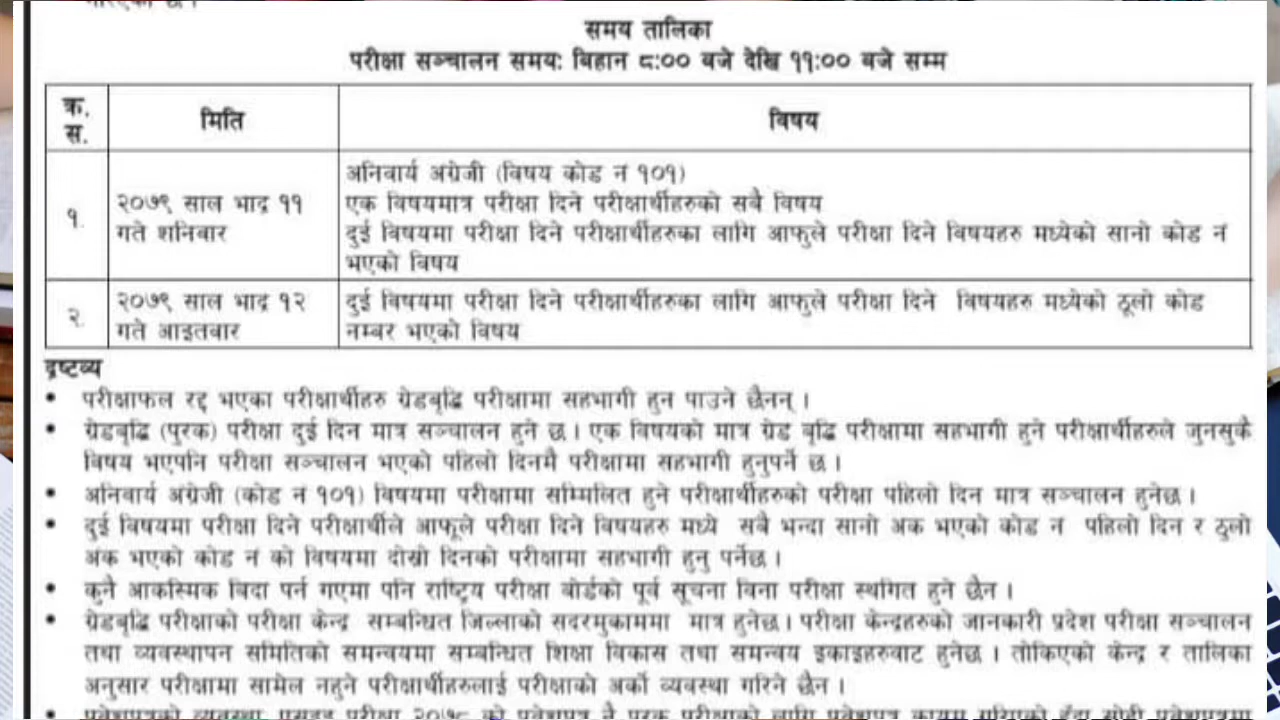 समय तालिका
परीक्षा सञ्चालन समयः बिहान ८:०० बजे देखि ११:०० बजे सम्म
क्र. स.
मिति
विषय
१.
२०७९ साल भाद्र ११
गते शनिबार
अनिवार्य अंग्रेजी (विषय कोड नं १०१)
एक विषयमात्र परीक्षा दिने परीक्षार्थीहरुको सबै विषय
दुई विषयमा परीक्षा दिने परीक्षार्थीहरुका लागि आफुले परीक्षा दिने विषयहरु मध्येको सानो कोड नं
भएको विषय
२.
२०७९ साल भाद्र १२
गते आइतबार
दुई विषयमा परीक्षा दिने परीक्षार्थीहरुका लागि आफुले परीक्षा दिने विषयहरु मध्येको ठूलो कोड
नम्बर भएको विषय
द्रष्टव्य
• परीक्षाफल रद्द भएका परीक्षार्थीहरु ग्रेडबृद्धि परीक्षामा सहभागी हुन पाउने छैनन् ।
• ग्रेडबृद्धि (पुरक) परीक्षा दुई दिन मात्र सञ्चालन हुने छ । एक विषयको मात्र ग्रेड बृद्धि परीक्षामा सहभागी हुने परीक्षार्थीहरुले जुनसुकै
विषय भएपनि परीक्षा सञ्चालन भएको पहिलो दिनमै परीक्षामा सहभागी हुनुपर्ने छ ।
• अनिवार्य अंग्रेजी (कोड नं १०१) विषयमा परीक्षामा सम्मिलित हुने परीक्षार्थीहरुको परीक्षा पहिलो दिन मात्र सञ्चालन हुनेछ ।
• दुई विषयमा परीक्षा दिने परीक्षार्थीले आफूले परीक्षा दिने विषयहरु मध्ये सबै भन्दा सानो अंक भएको कोड नं पहिलो दिन र ठुलो
अंक भएको कोड नं को विषयमा दोस्रो दिनको परीक्षामा सहभागी हुनु पर्नेछ ।
• कुनै आकस्मिक बिदा पर्न गएमा पनि राष्ट्रिय परीक्षा बोर्डको पूर्व सूचना विना परीक्षा स्थगित हुने छैन ।
• ग्रेडबृद्धि परीक्षाको परीक्षा केन्द्र सम्बन्धित जिल्लाको सदरमुकाममा मात्र हुनेछ । परीक्षा केन्द्रहरुको जानकारी प्रदेश परीक्षा सञ्चालन
तथा व्यवस्थापन समितिको समन्वयमा सम्बन्धित शिक्षा विकास तथा समन्वय इकाइहरुवाट हुनेछ । तोकिएको केन्द्र र तालिका
अनुसार परीक्षामा सामेल नहुने परीक्षार्थीहरुलाई परीक्षाको अर्को व्यवस्था गरिने छैन ।